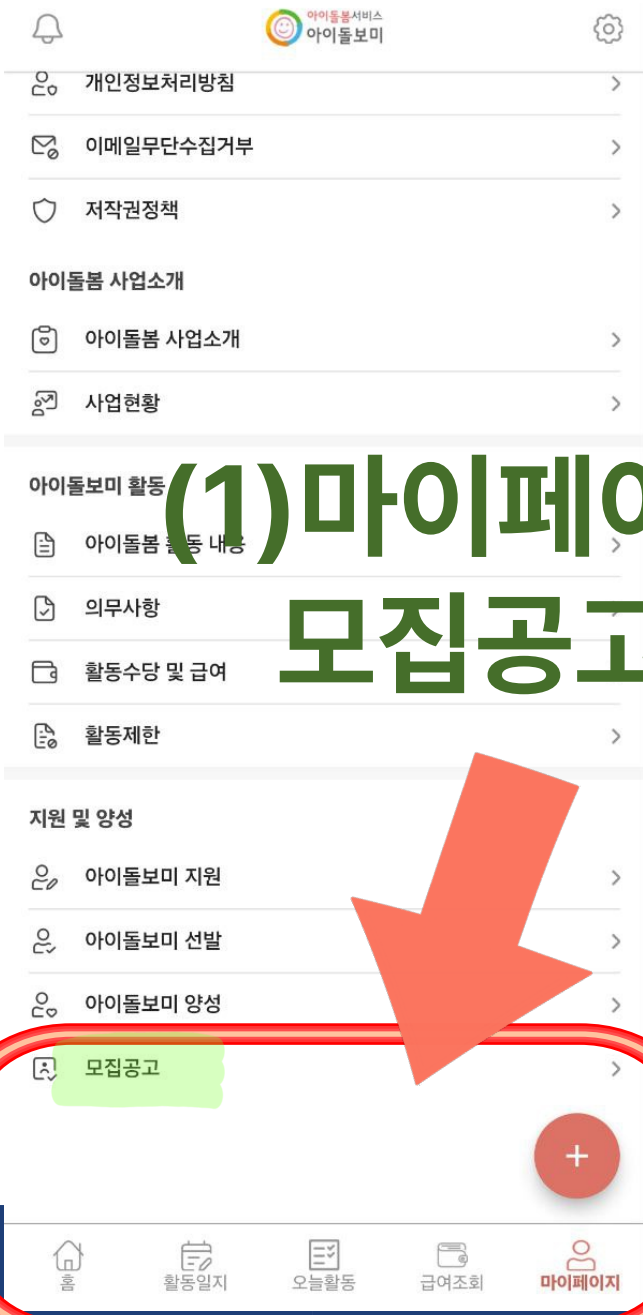 아이돌봄서비스
아이돌보미
개인정보처리방침
이메일무단수집거부
저작권정책
아이돌봄 사업소개
아이돌봄 사업소개
사업현황
아이돌보미 활동
(1)마이페이
아이돌봄 활동 내용
의무사항
모집공고
활동수당 및 급여
활동제한
지원 및 양성
아이돌보미 지원
아이돌보미 선발
아이돌보미 양성
모집공고
+
홈
활동일지
오늘활동
급여조회
마이페이지